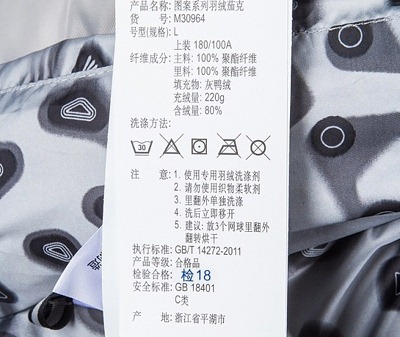 产品名称: 图案系列羽绒茄克
货    号: M30964
号型(规格): L
上装 180/100A
纤维成分: 主料: 100% 聚酯纤维
里料: 100% 聚酯纤维
填充物: 灰鸭绒
充绒量: 220g
含绒量: 80%
洗涤方法:
30
注    意: 1. 使用专用羽绒洗涤剂
2. 请勿使用织物柔软剂
3. 里翻外单独洗涤
4. 洗后立即移开
5. 建议: 放3个网球里翻外
翻转烘干
执行标准: GB/T 14272-2011
产品等级: 合格品
检验合格: 检18
安全标准: GB 18401
C类
产    地: 浙江省平湖市